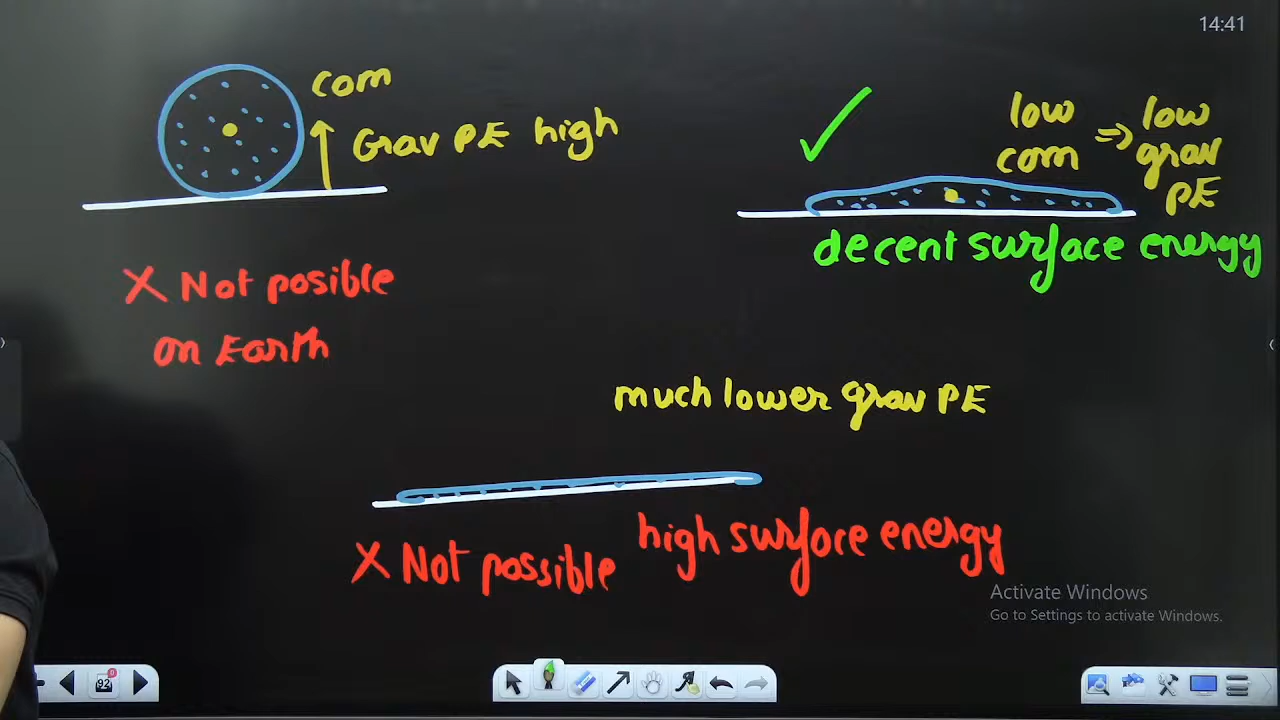 14:41
com
Grav PE high
X Not posible
on Earth
low
com
=> low
grav
PE
decent surface energy
much lower grav PE
X Not possible
high surface energy
Activate Windows
Go to Settings to activate Windows.
92